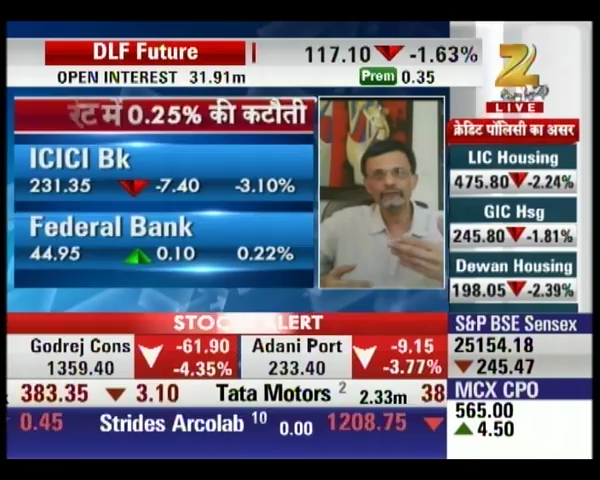 DLF Future
117.10 -1.63%
OPEN INTEREST 31.91m
Prem 0.35
Z
LIVE
रेट में 0.25% की कटौती
ICICI Bk
231.35 -7.40 -3.10%
Federal Bank
44.95 0.10 0.22%
क्रेडिट पॉलिसी का असर
LIC Housing
475.80 -2.24%
GIC Hsg
245.80 -1.81%
Dewan Housing
198.05 -2.39%
STOC ALERT
Godrej Cons
1359.40
-61.90
-4.35%
Adani Port
233.40
-9.15
-3.77%
S&P BSE Sensex
25154.18
245.47
383.35 3.10 Tata Motors 2 2.33m 38
MCX CPO
565.00
4.50
0.45 Strides Arcolab 10 0.00 1208.75